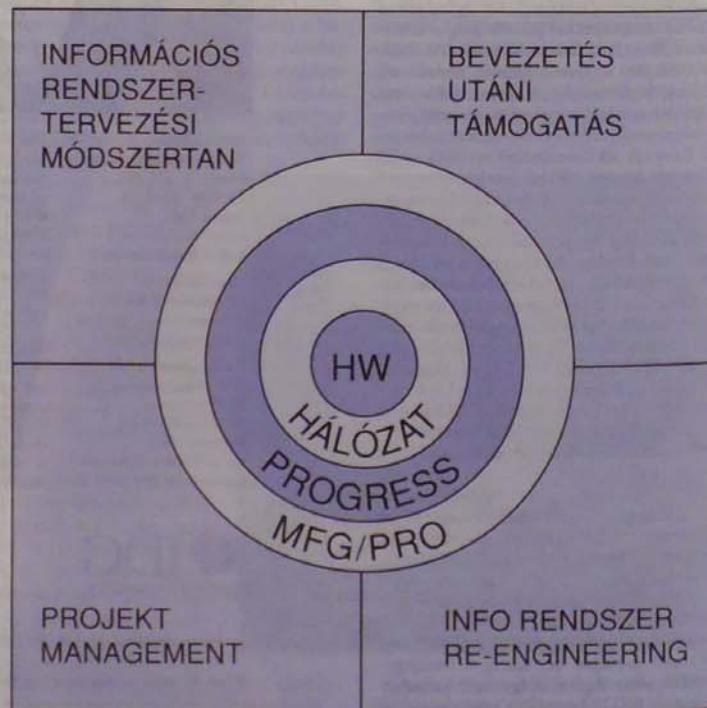 INFORMÁCIÓS
RENDSZER-
TERVEZÉSI
MÓDSZERTAN
BEVEZETÉS
UTÁNI
TÁMOGATÁS
HW
HÁLÓZAT
PROGRESS
MFG/PRO
PROJEKT
MANAGEMENT
INFO RENDSZER
RE-ENGINEERING